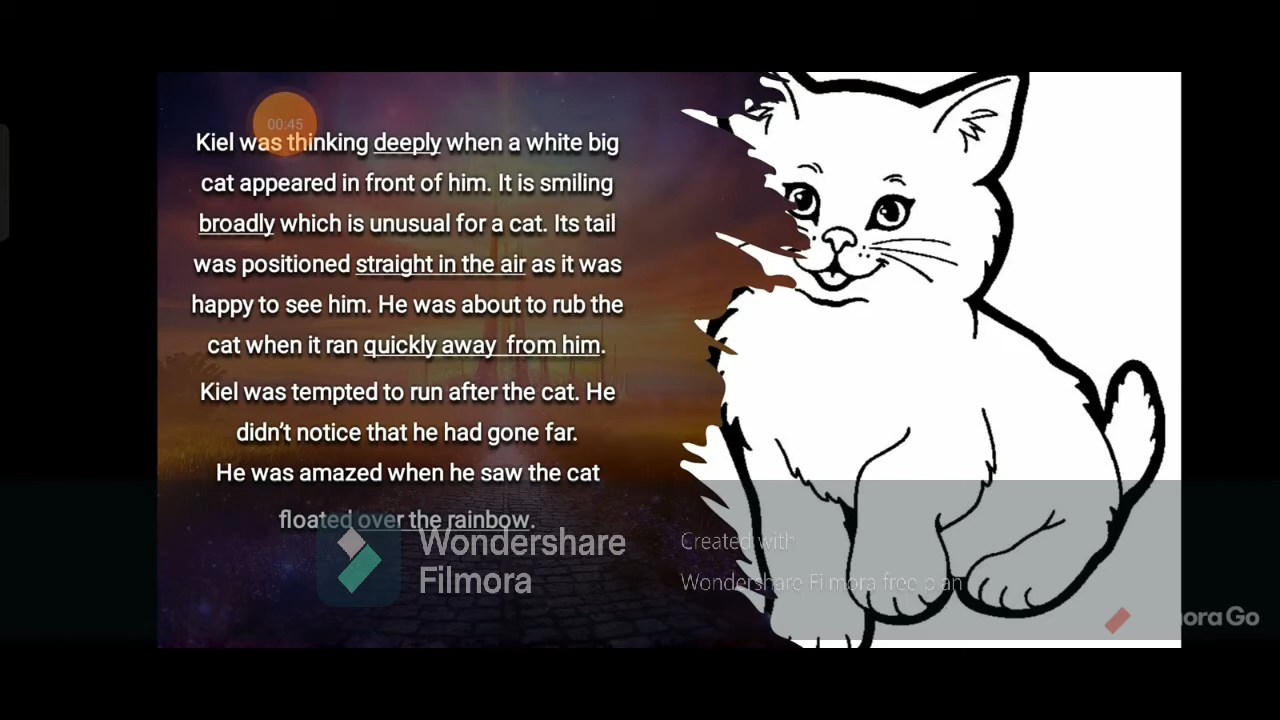 00:45
Kiel was thinking deeply when a white big
cat appeared in front of him. It is smiling
broadly which is unusual for a cat. Its tail
was positioned straight in the air as it was
happy to see him. He was about to rub the
cat when it ran quickly away from him.
Kiel was tempted to run after the cat. He
didn’t notice that he had gone far.
He was amazed when he saw the cat
floated over the rainbow.
Wondershare
Filmora
Created with
Wondershare Filmora free plan
ora Go